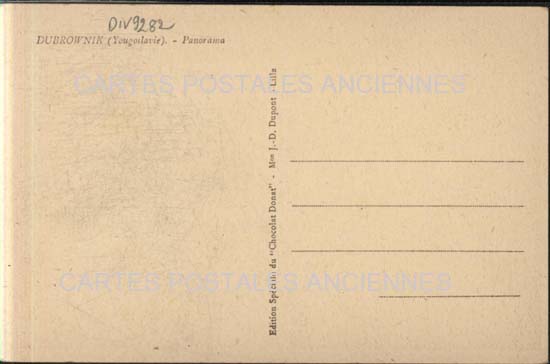 DIV9282
DUBROWNIK (Yougoslavie). - Panorama
CARTES POSTALES ANCIENNES
Edition Spéciale du "Chocolat Donat" - Mon J.-D. Dupont - Lille
CARTES POSTALES ANCIENNES